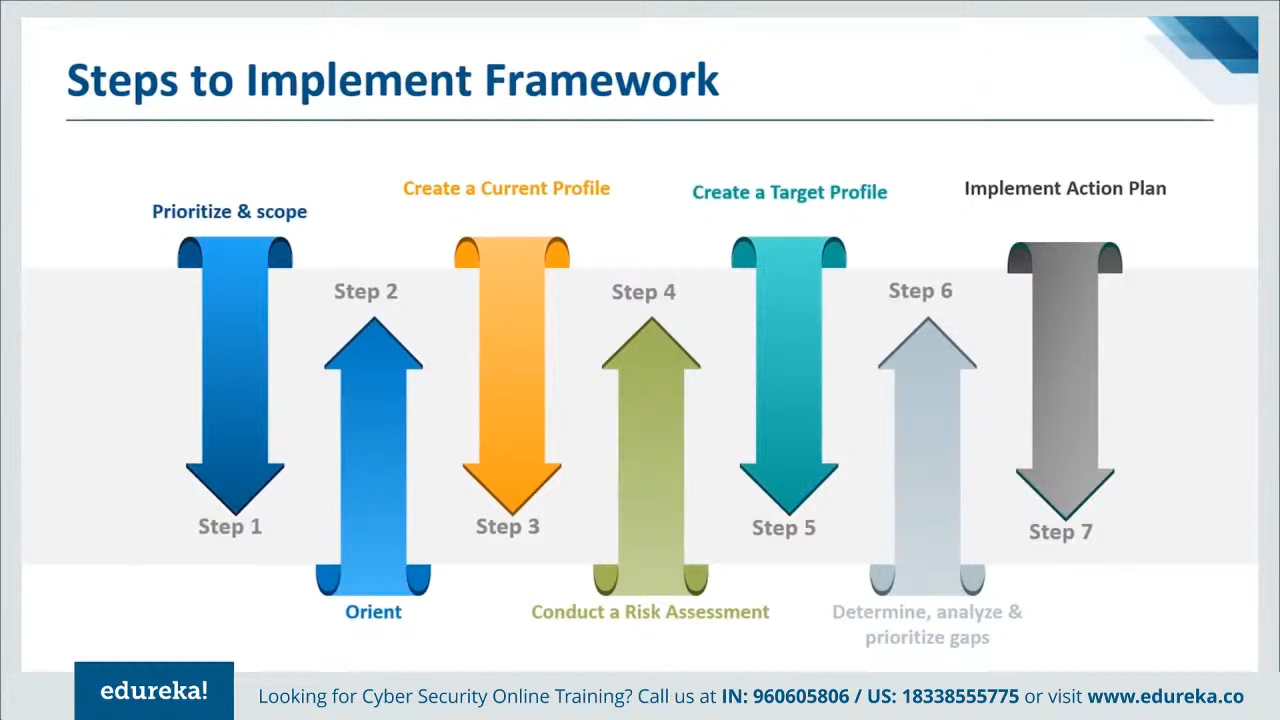 Steps to Implement Framework
Prioritize & scope
Create a Current Profile
Create a Target Profile
Implement Action Plan
Step 2
Step 4
Step 6
Step 1
Step 3
Step 5
Step 7
Orient
Conduct a Risk Assessment
Determine, analyze &
prioritize gaps
edureka!
Looking for Cyber Security Online Training? Call us at IN: 960605806 / US: 18338555775 or visit www.edureka.co